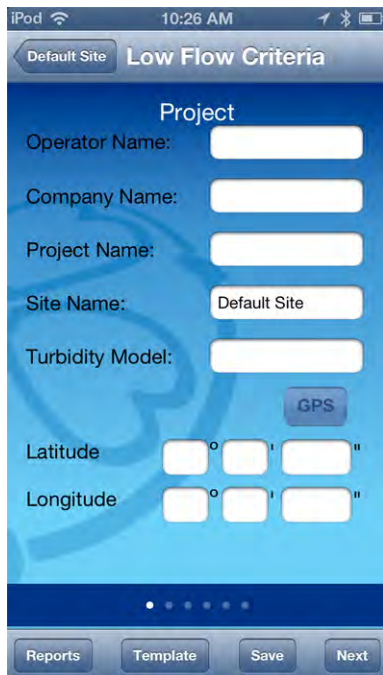 iPod 10:26 AM
Default Site Low Flow Criteria
Project
Operator Name:
Company Name:
Project Name:
Site Name: Default Site
Turbidity Model:
GPS
Latitude ° ' "
Longitude ° ' "
Reports Template Save Next